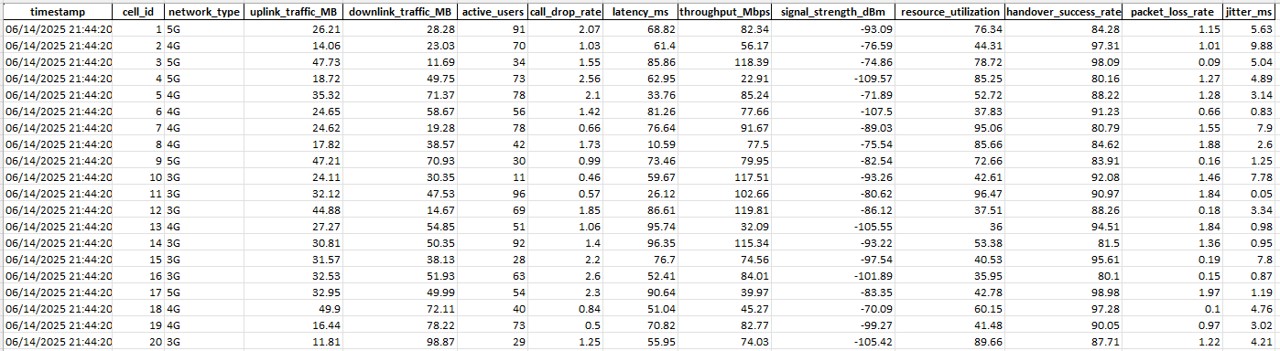 timestamp cell_id network_type uplink_traffic_MB downlink_traffic_MB active_users call_drop_rate latency_ms throughput_Mbps signal_strength_dBm resource_utilization handover_success_rate packet_loss_rate jitter_ms
06/14/2025 21:44:20 1 5G 26.21 28.28 91 2.07 68.82 82.34 -93.09 76.34 84.28 1.15 5.63
06/14/2025 21:44:20 2 4G 14.06 23.03 70 1.03 61.4 56.17 -76.59 44.31 97.31 1.01 9.88
06/14/2025 21:44:20 3 5G 47.73 11.69 34 1.55 85.86 118.39 -74.86 78.72 98.09 0.09 5.04
06/14/2025 21:44:20 4 5G 18.72 49.75 73 2.56 62.95 22.91 -109.57 85.25 80.16 1.27 4.89
06/14/2025 21:44:20 5 4G 35.32 71.37 78 2.1 33.76 85.24 -71.89 52.72 88.22 1.28 3.14
06/14/2025 21:44:20 6 4G 24.65 58.67 56 1.42 81.26 77.66 -107.5 37.83 91.23 0.66 0.83
06/14/2025 21:44:20 7 4G 24.62 19.28 78 0.66 76.64 91.67 -89.03 95.06 80.79 1.55 7.9
06/14/2025 21:44:20 8 4G 17.82 38.57 42 1.73 10.59 77.5 -75.54 85.66 84.62 1.88 2.6
06/14/2025 21:44:20 9 5G 47.21 70.93 30 0.99 73.46 79.95 -82.54 72.66 83.91 0.16 1.25
06/14/2025 21:44:20 10 3G 24.11 30.35 11 0.46 59.67 117.51 -93.26 42.61 92.08 1.46 7.78
06/14/2025 21:44:20 11 3G 32.12 47.53 96 0.57 26.12 102.66 -80.62 96.47 90.97 1.84 0.05
06/14/2025 21:44:20 12 3G 44.88 14.67 69 1.85 86.61 119.81 -86.12 37.51 88.26 0.18 3.34
06/14/2025 21:44:20 13 4G 27.27 54.85 51 1.06 95.74 32.09 -105.55 36 94.51 1.84 0.98
06/14/2025 21:44:20 14 3G 30.81 50.35 92 1.4 96.35 115.34 -93.22 53.38 81.5 1.36 0.95
06/14/2025 21:44:20 15 3G 31.57 38.13 28 2.2 76.7 74.56 -97.54 40.53 95.61 0.19 7.8
06/14/2025 21:44:20 16 3G 32.53 51.93 63 2.6 52.41 84.01 -101.89 35.95 80.1 0.15 0.87
06/14/2025 21:44:20 17 5G 32.95 49.99 54 2.3 90.64 39.97 -83.35 42.78 98.98 1.97 1.19
06/14/2025 21:44:20 18 4G 49.9 72.11 40 0.84 51.04 45.27 -70.09 60.15 97.28 0.1 4.76
06/14/2025 21:44:20 19 4G 16.44 78.22 73 0.5 70.82 82.77 -99.27 41.48 90.05 0.97 3.02
06/14/2025 21:44:20 20 3G 11.81 98.87 29 1.25 55.95 74.03 -105.42 89.66 87.71 1.22 4.21